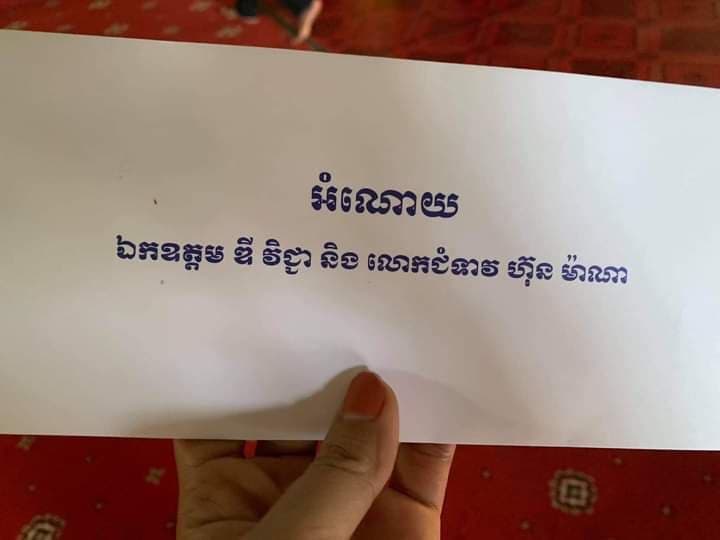 អំណោយ
ឯកឧត្តម ឌី វិជ្ជា និង លោកជំទាវ ហ៊ុន ម៉ាណា